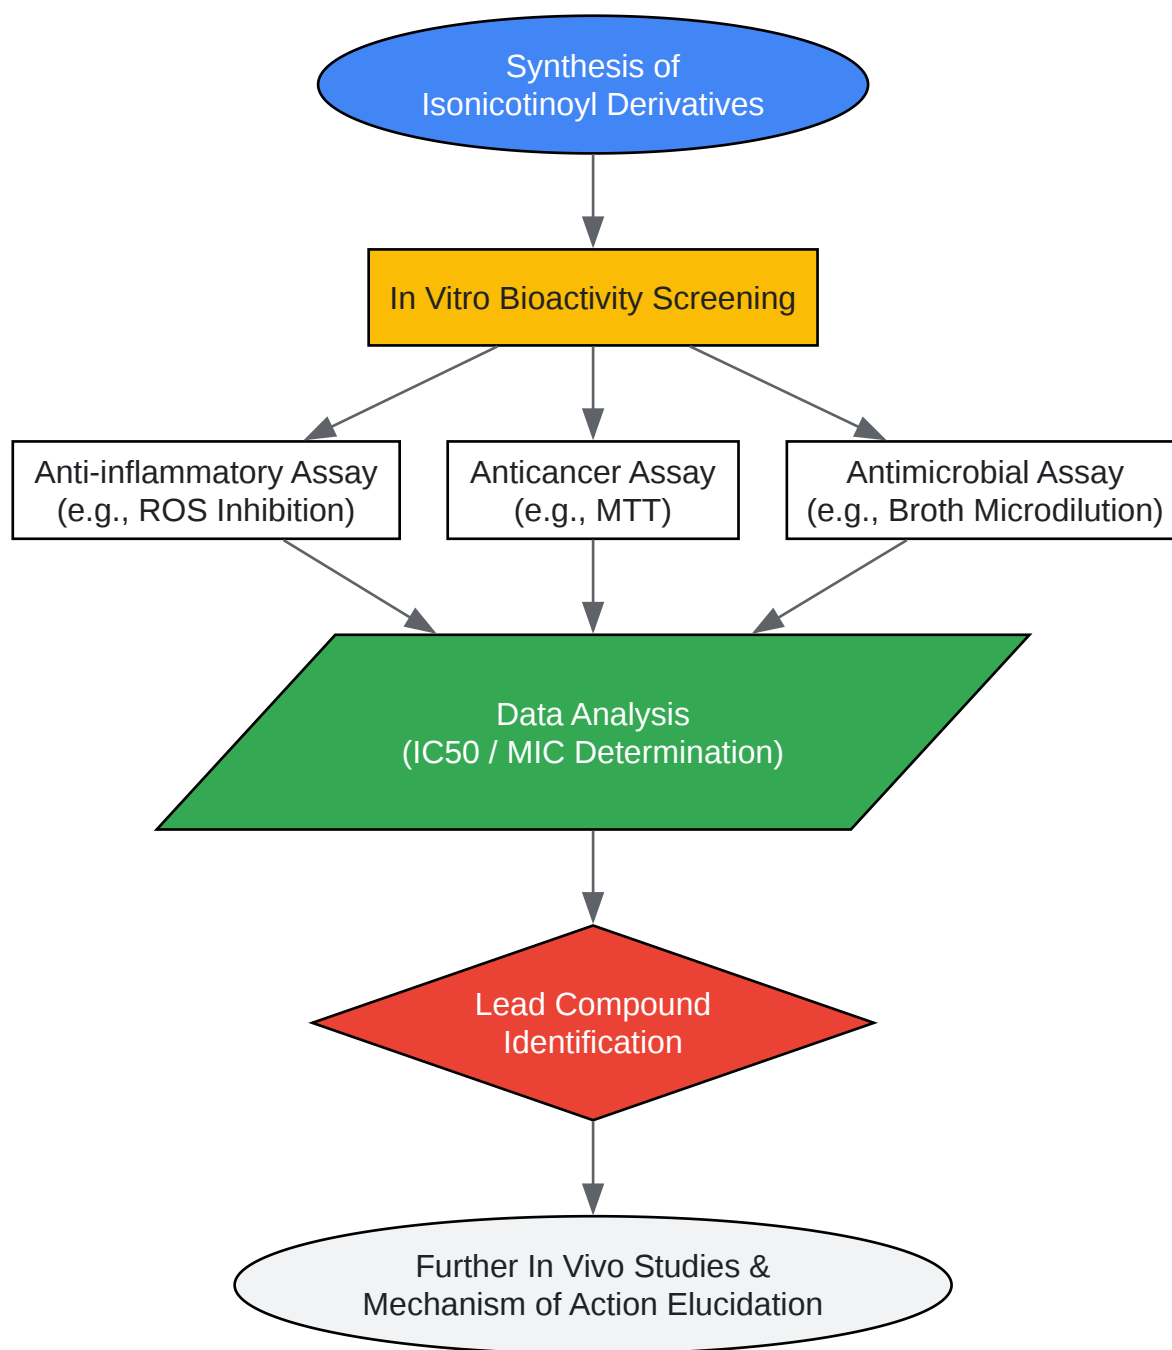 Synthesis of
Isonicotinoyl Derivatives
In Vitro Bioactivity Screening
Anti-inflammatory Assay
(e.g., ROS Inhibition)
Anticancer Assay
(e.g., MTT)
Antimicrobial Assay
(e.g., Broth Microdilution)
Data Analysis
(IC50 / MIC Determination)
Lead Compound
Identification
Further In Vivo Studies &
Mechanism of Action Elucidation